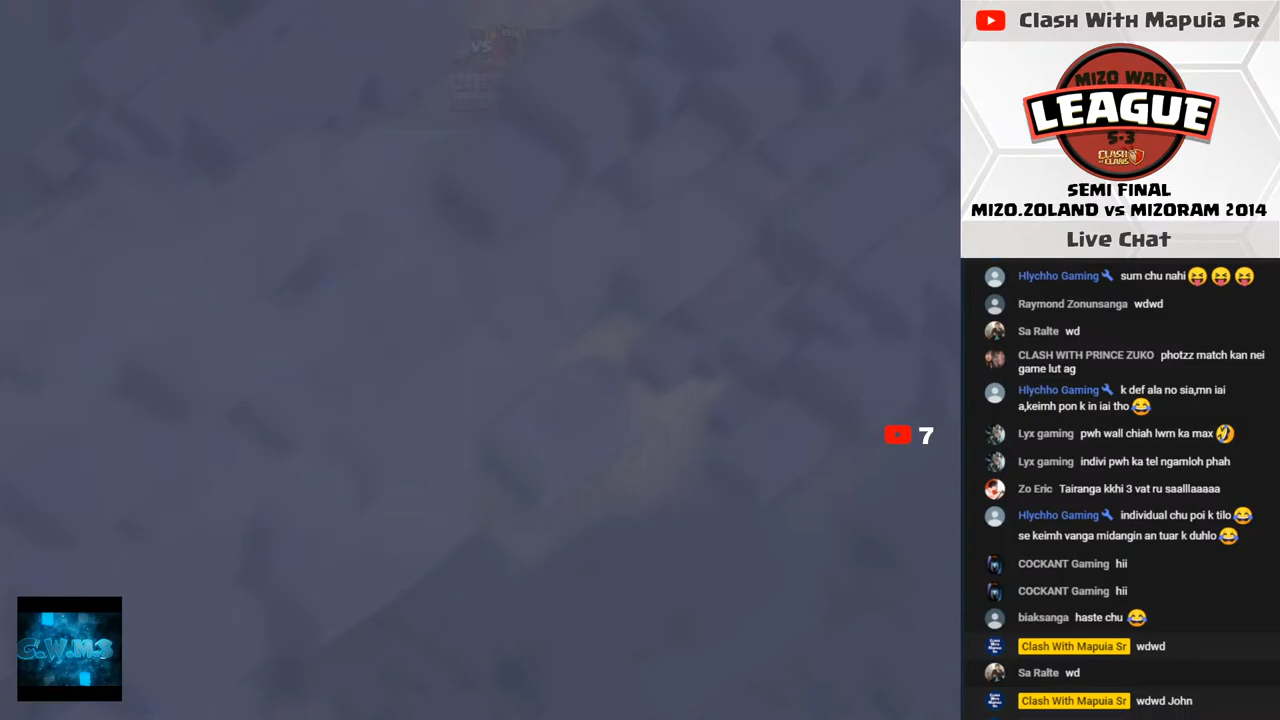 VS
Clash With Mapuia Sr
MIZO WAR
LEAGUE
S-3
CLASH OF CLANS
SEMI FINAL
MIZO.ZOLAND vs MIZORAM 2014
Live Chat
Hlychho Gaming sum chu nahi😝😝😝
Raymond Zonunsanga wdwd
Sa Ralte wd
CLASH WITH PRINCE ZUKO photzz match kan nei
game lut ag
Hlychho Gaming k def ala no sia,mn iai
a,keimh pon k in iai tho😂
7
Lyx gaming pwh wall chiah lwm ka max🤣
Lyx gaming indivi pwh ka tel ngamloh phah
Zo Eric Tairanga kkhi 3 vat ru saalllaaaaa
Hlychho Gaming individual chu poi k tilo😂
se keimh vanga midangin an tuar k duhlo😂
COCKANT Gaming hii
COCKANT Gaming hii
biaksanga haste chu😂
Clash With Mapuia Sr wdwd
Sa Ralte wd
Clash With Mapuia Sr wdwd John
C.W.M.S